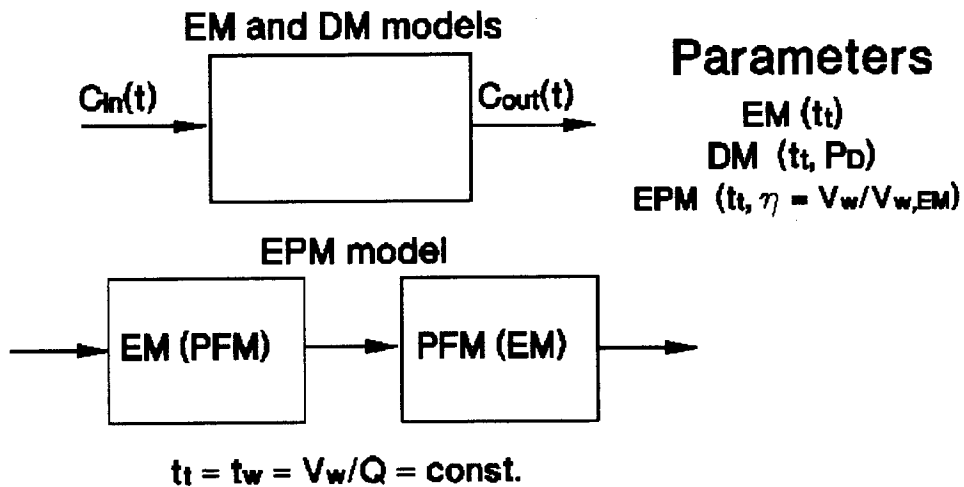 EM and DM models
Cin(t)
Cout(t)
Parameters
EM (tt)
DM (tt, PD)
EPM (tt, η = Vw/Vw,EM)
EPM model
EM (PFM)
PFM (EM)
tt = tw = Vw/Q = const.